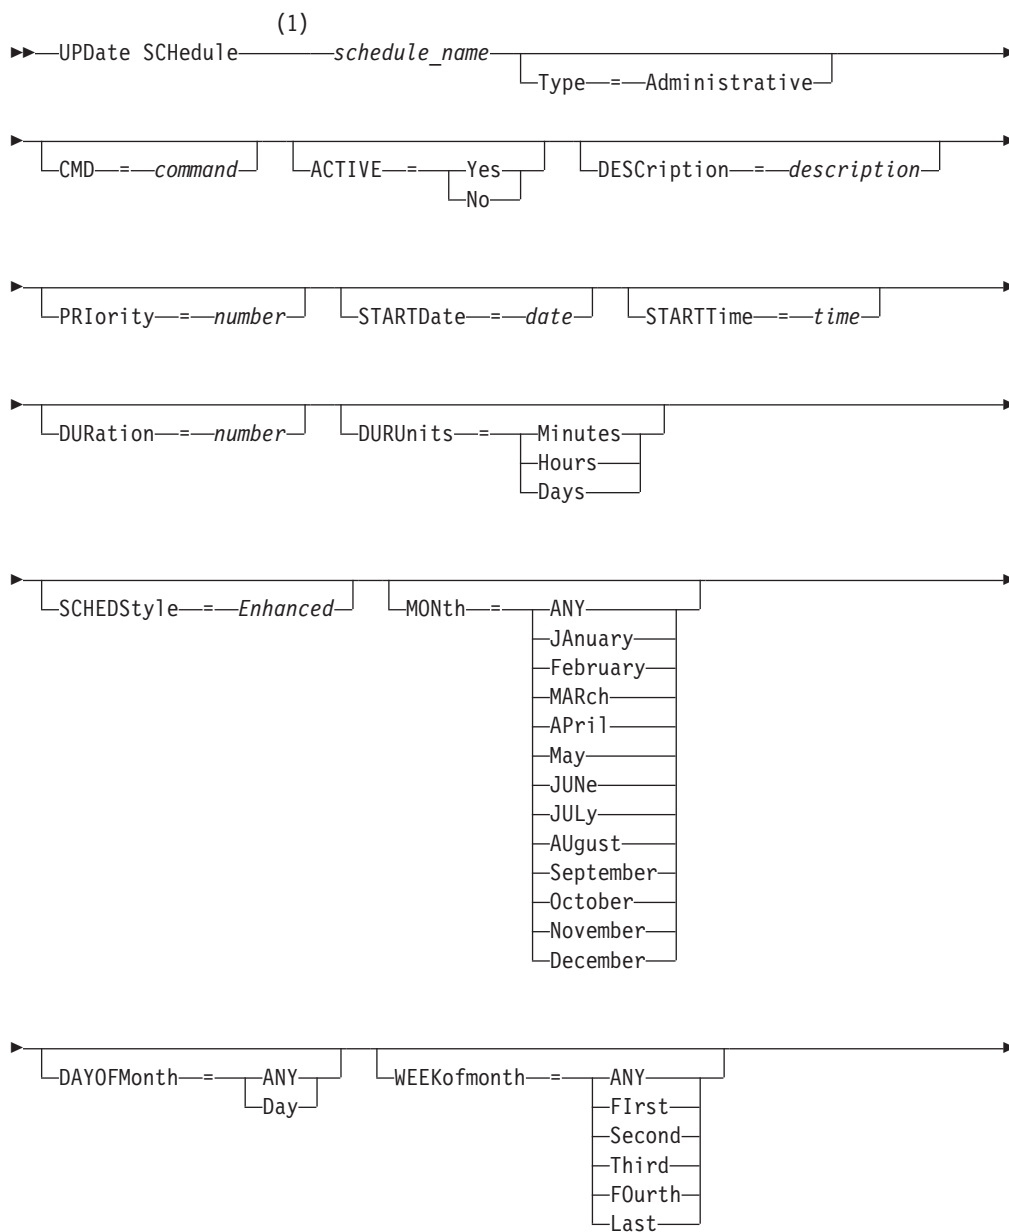 (1)
UPDate SCHedule schedule_name
Type = Administrative
CMD = command ACTIVE = Yes DESCription = description
No
PRIority = number STARTDate = date STARTTime = time
DURation = number DURUnits = Minutes
Hours
Days
SCHEDStyle = Enhanced MONth = ANY
JAnuary
February
MARch
APril
May
JUNe
JULy
AUgust
September
October
November
December
DAYOFMonth = ANY WEEKofmonth = ANY
Day FIrst
Second
Third
FOurth
Last